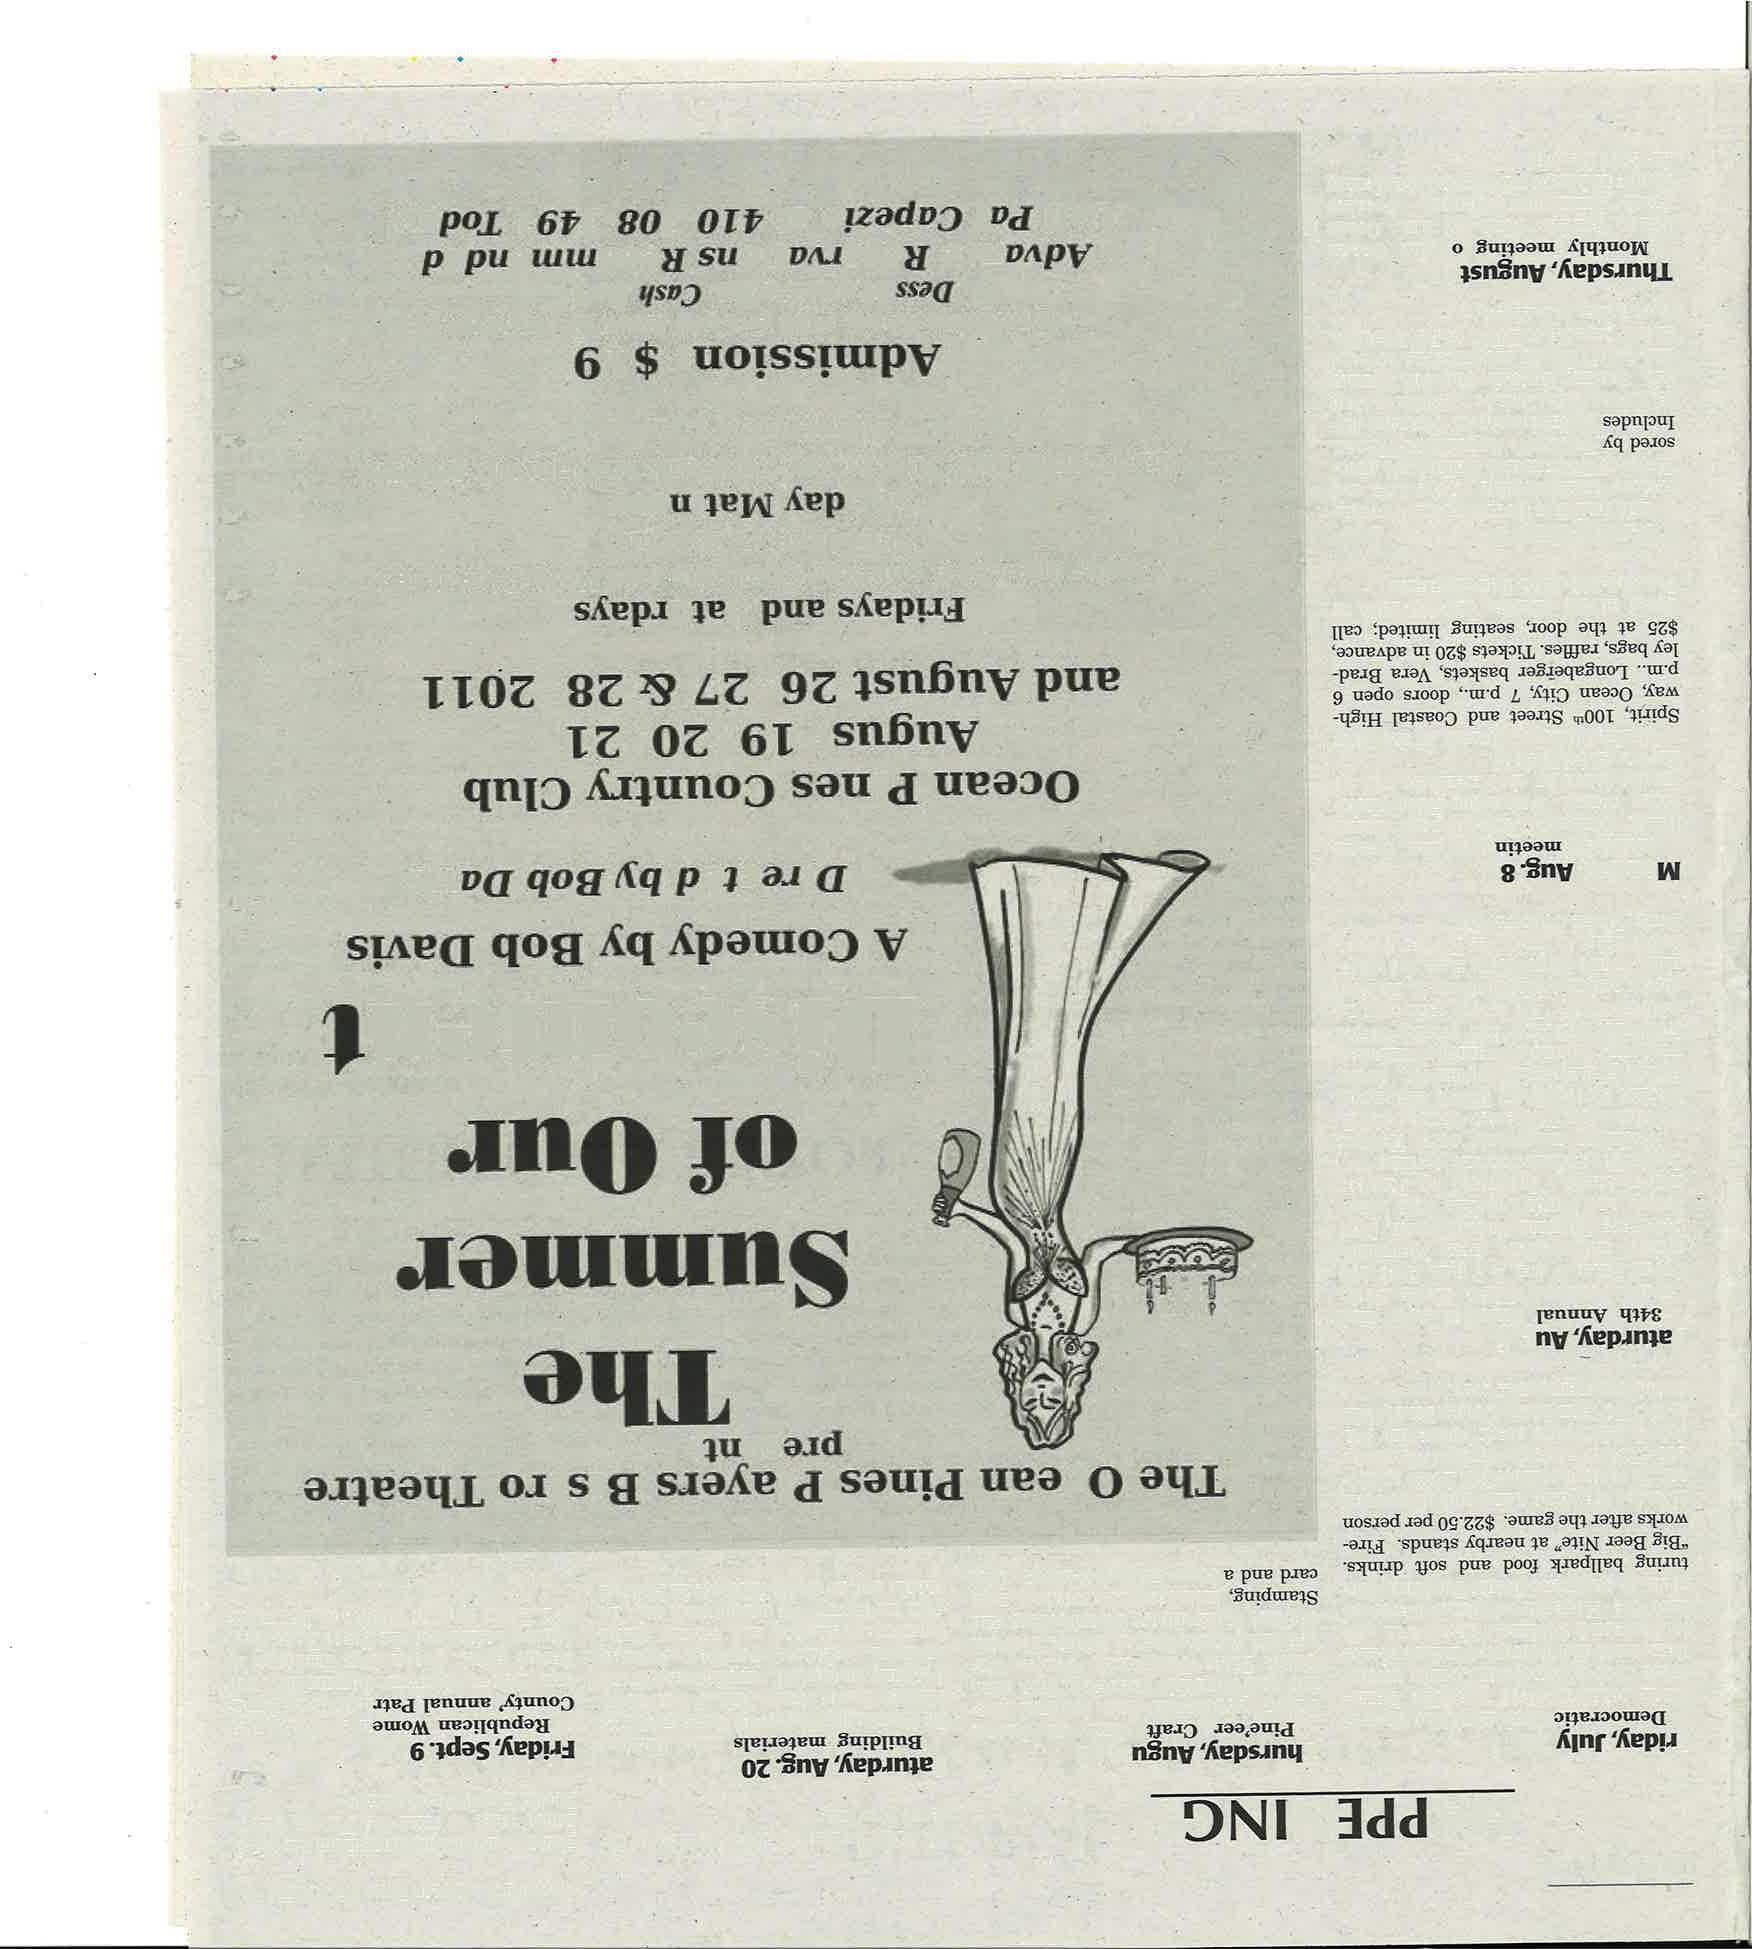 PPE ING
riday, July
Democratic
turing ballpark food and soft drinks.
"Big Beer Nite" at nearby stands. Fire-
works after the game. $22.50 per person
aturday, Au
34th Annual
M Aug. 8
meetin
Spirit, 100th Street and Coastal High-
way, Ocean City, 7 p.m., doors open 6
p.m.. Longaberger baskets, Vera Brad-
ley bags, raffles. Tickets $20 in advance,
$25 at the door, seating limited; call
sored by
Includes
Thursday, August
Monthly meeting o
hursday, Augu
Pine'eer Craft
Stamping,
card and a
aturday, Aug. 20
Building materials
Friday, Sept. 9
Republican Wome
County' annual Patr
The O ean Pines P ayers B s ro Theatre
pre nt
The
Summer
of Our
t
A Comedy by Bob Davis
D re t d by Bob Da
Ocean P nes Country Club
Augus 19 20 21
and August 26 27 & 28 2011
Fridays and at rdays
day Mat n
Admission $ 9
Dess Cash
Adva R rva ns R mm nd d
Pa Capezi 410 08 49 Tod